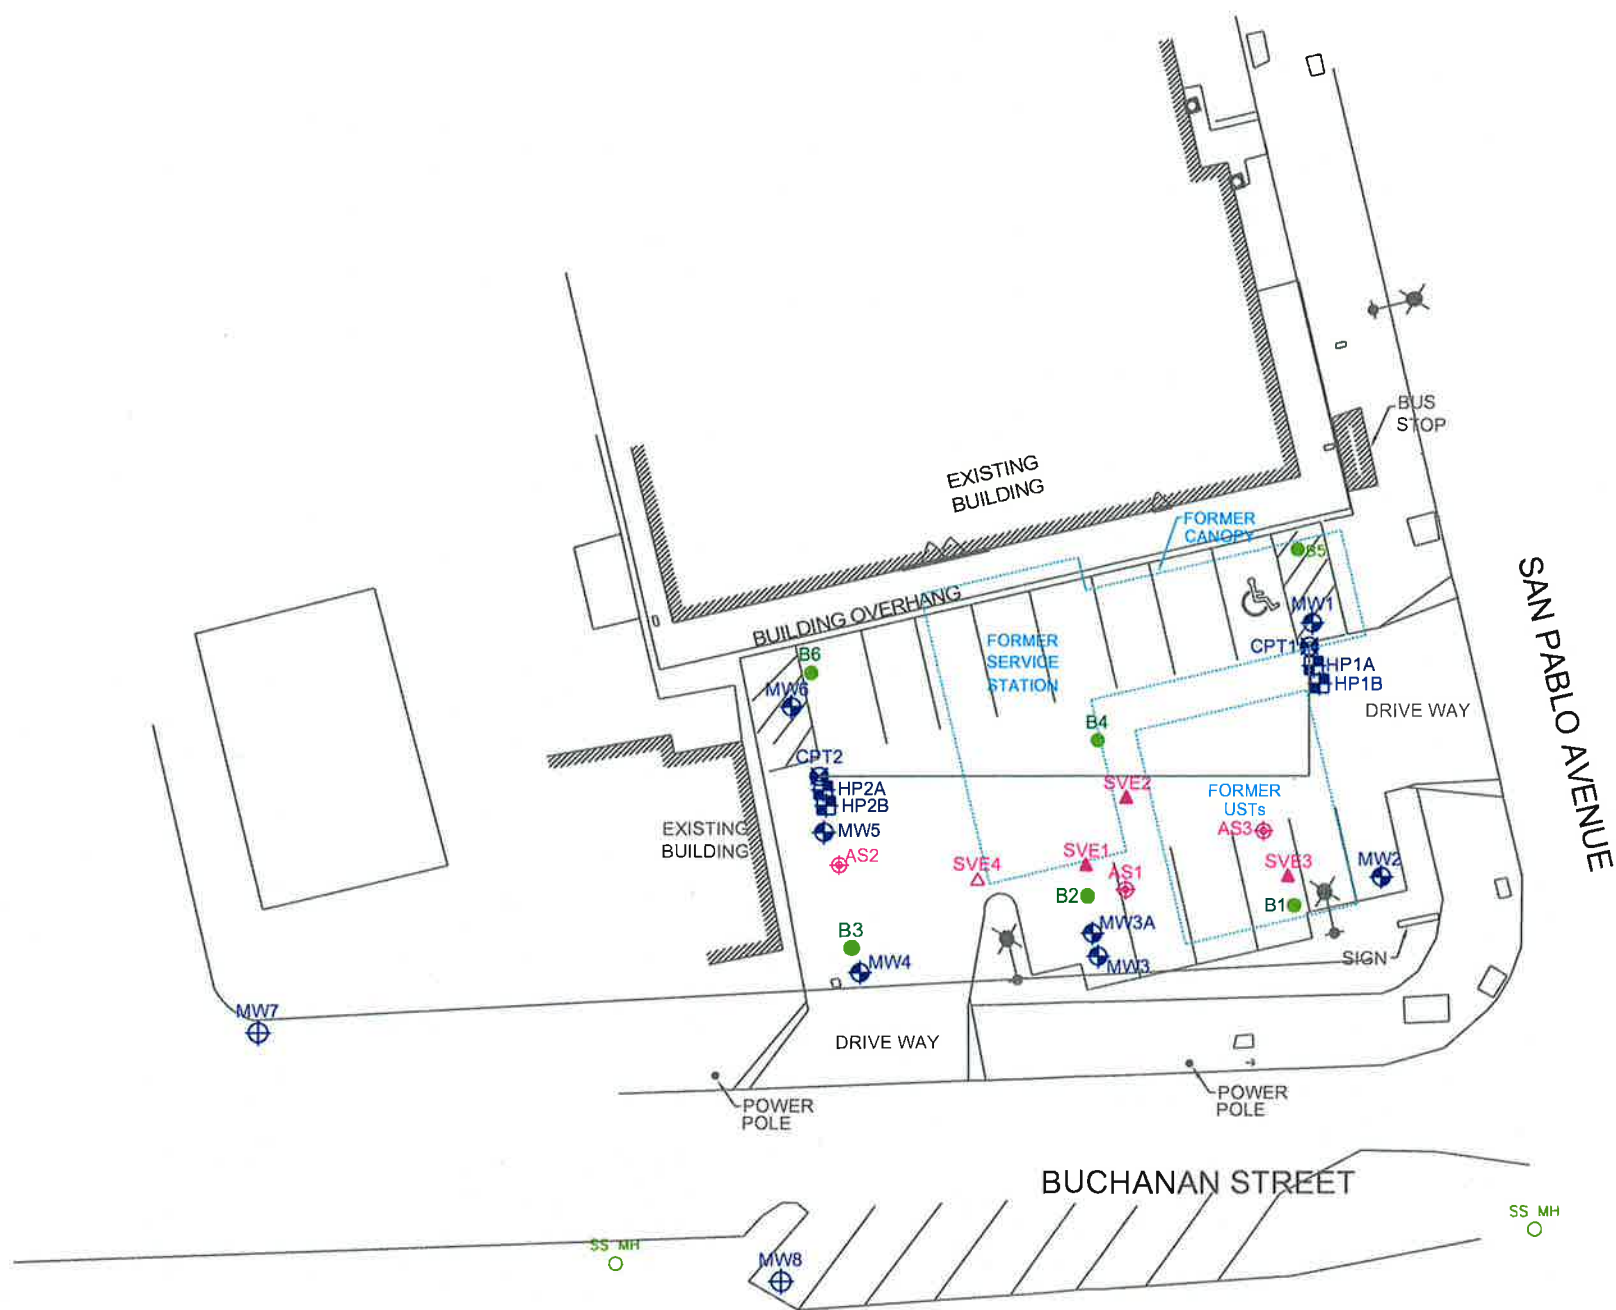 BUS
STOP
EXISTING
BUILDING
FORMER
CANOPY
B5
SAN PABLO AVENUE
BUILDING OVERHANG
MW1
FORMER
SERVICE
STATION
CPT1
B6
HP1A
HP1B
MW6
DRIVE WAY
B4
CPT2
HP2A
HP2B
SVE2
FORMER
USTs
EXISTING
BUILDING
MW5
AS3
AS2
SVE4
SVE1
AS1
SVE3
MW2
B2
B1
MW3A
B3
MW4
MW3
SIGN
MW7
DRIVE WAY
POWER
POLE
POWER
POLE
BUCHANAN STREET
SS MH
SS MH
MW8